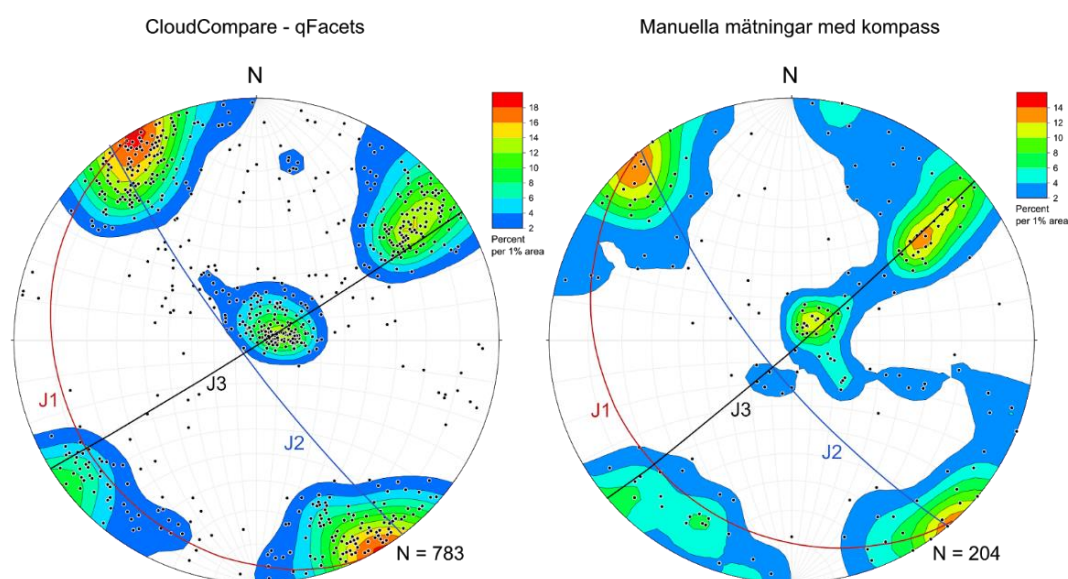 CloudCompare - qFacets
Manuella mätningar med kompass
N
N
18
16
14
12
10
8
6
4
2
Percent
per 1% area
14
12
10
8
6
4
2
Percent
per 1% area
J3
J1
J2
N = 783
J1
J3
J2
N = 204